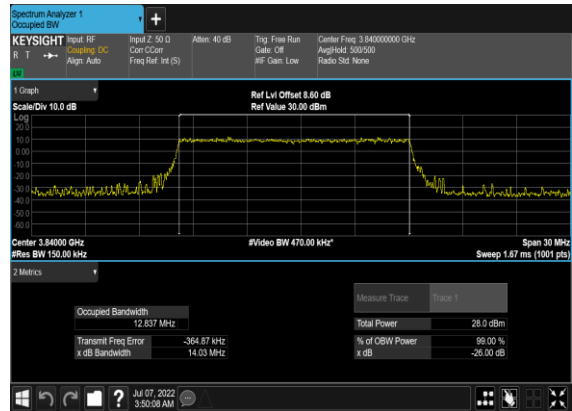 Spectrum Analyzer 1
Occupied BW
KEYSIGHT Input: RF Input Z: 50 Ω Atten: 40 dB Trig: Free Run Center Freq: 3.840000000 GHz
R T Coupling: DC Corr CCorr Gate: Off Avg|Hold: 500/500
Align: Auto Freq Ref: Int (S) #IF Gain: Low Radio Std: None
1 Graph
Ref Lvl Offset 8.60 dB
Scale/Div 10.0 dB Ref Value 30.00 dBm
Log
20.0
10.0
0.00
-10.0
-20.0
-30.0
-40.0
-50.0
-60.0
Center 3.84000 GHz #Video BW 470.00 kHz* Span 30 MHz
#Res BW 150.00 kHz Sweep 1.67 ms (1001 pts)
2 Metrics
Measure Trace Trace 1
Occupied Bandwidth
12.837 MHz Total Power 28.0 dBm
Transmit Freq Error -364.87 kHz % of OBW Power 99.00 %
x dB Bandwidth 14.03 MHz x dB -26.00 dB
Jul 07, 2022
3:50:08 AM